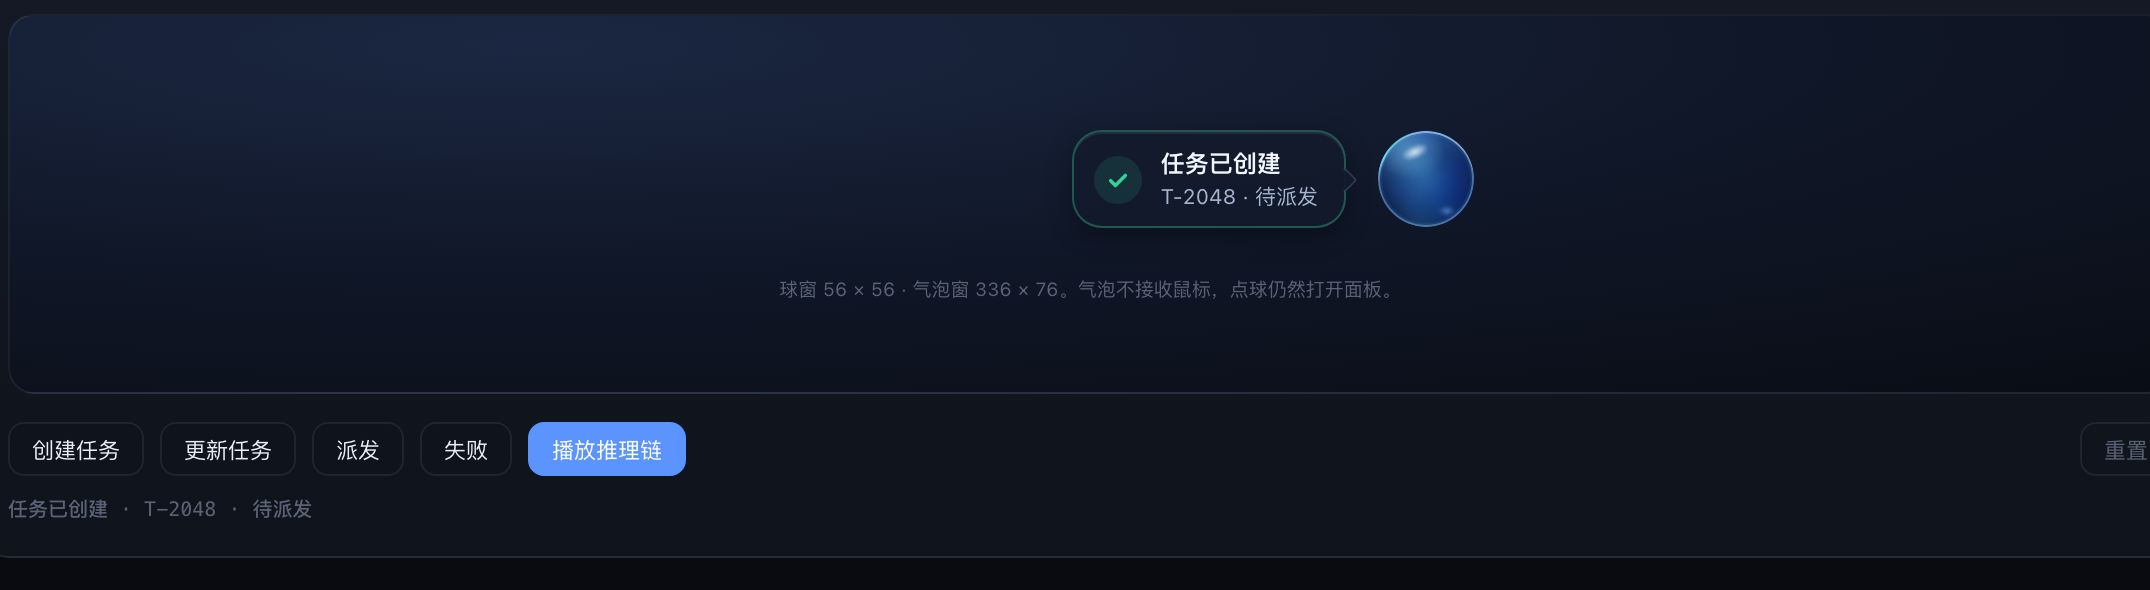 任务已创建
T-2048 · 待派发
球窗 56 × 56 · 气泡窗 336 × 76。气泡不接收鼠标，点球仍然打开面板。
创建任务 更新任务 派发 失败 播放推理链 重置
任务已创建 · T-2048 · 待派发